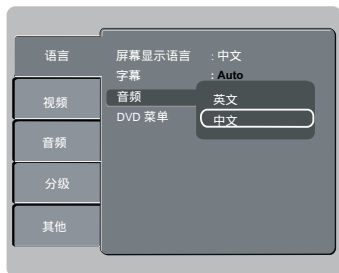 语言
视频
音频
分级
其他
屏幕显示语言 : 中文
字幕 : Auto
音频
DVD 菜单
英文
中文